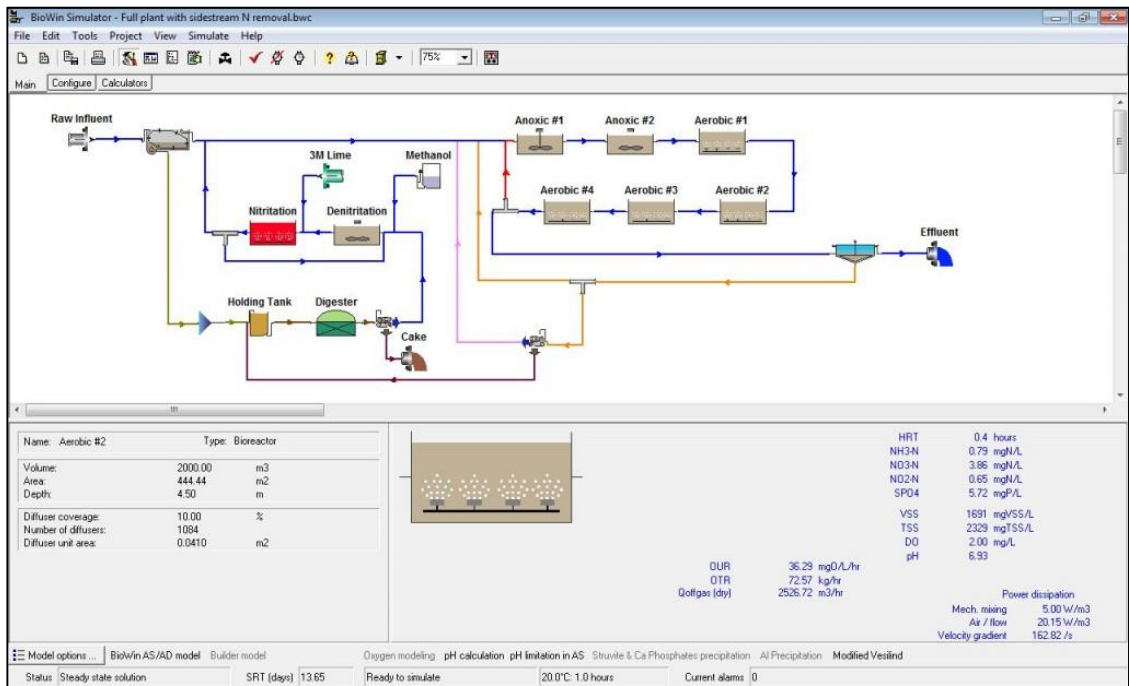 BioWin Simulator - Full plant with sidestream N removal.bwc
File Edit Tools Project View Simulate Help
75%
Main Configure Calculators
Raw Influent
Anoxic #1 Anoxic #2 Aerobic #1
3M Lime Methanol
Aerobic #4 Aerobic #3 Aerobic #2
Nitritation Denitritation
Effluent
Holding Tank Digester
Cake
Name: Aerobic #2 Type: Bioreactor
Volume: 2000.00 m3
Area: 444.44 m2
Depth: 4.50 m
Diffuser coverage: 10.00 %
Number of diffusers: 1084
Diffuser unit area: 0.0410 m2
HRT 0.4 hours
NH3-N 0.79 mgN/L
NO3-N 3.86 mgN/L
NO2-N 0.65 mgN/L
SPO4 5.72 mgP/L
VSS 1691 mgVSS/L
TSS 2329 mgTSS/L
DO 2.00 mg/L
pH 6.93
OUR 36.29 mgO/L/hr
OTR 72.57 kg/hr
Qoffgas (dry) 2526.72 m3/hr
Power dissipation
Mech. mixing 5.00 W/m3
Air / flow 20.15 W/m3
Velocity gradient 162.82 /s
Model options ... BioWin AS/AD model Builder model Oxygen modeling pH calculation pH limitation in AS Struvite & Ca Phosphates precipitation Al Precipitation Modified Vesilind
Status Steady state solution SRT (days) 13.65 Ready to simulate 20.0°C: 1.0 hours Current alarms 0